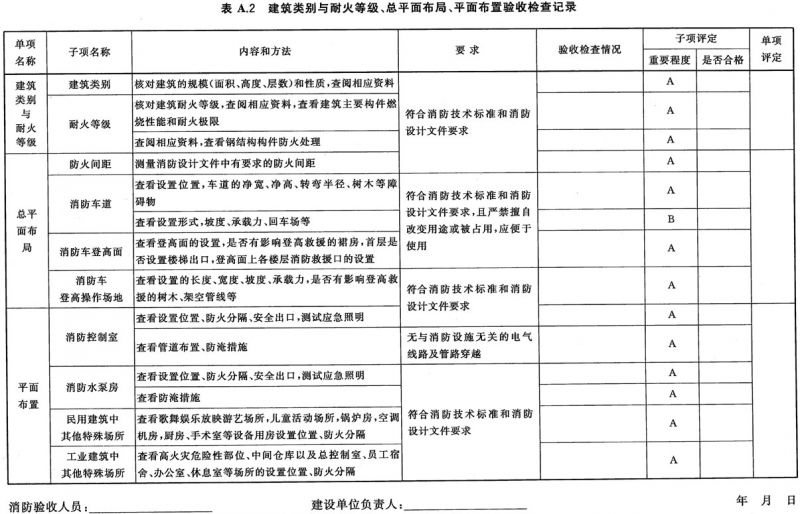 表 A.2 建筑类别与耐火等级、总平面布局、平面布置验收检查记录
单项名称 子项名称 内容和方法 要求 验收检查情况 子项评定 单项评定
重要程度 是否合格
建筑类别与耐火等级
建筑类别 核对建筑的规模(面积、高度、层数)和性质,查阅相应资料 A
耐火等级 核对建筑耐火等级,查阅相应资料,查看建筑主要构件燃
烧性能和耐火极限 A
查阅相应资料,查看钢结构构件防火处理 A
符合消防技术标准和消防
设计文件要求
总平面布局
防火间距 测量消防设计文件中有要求的防火间距 A
消防车道 查看设置位置,车道的净宽、净高、转弯半径、树木等障
碍物 A
查看设置形式,坡度、承载力、回车场等 B
消防车登高面 查看登高面的设置,是否有影响登高救援的裙房,首层是
否设置楼梯出口,登高面上各楼层消防救援口的设置 A
符合消防技术标准和消防
设计文件要求,且严禁擅自
改变用途或被占用,应便于
使用
消防车
登高操作场地 查看设置的长度、宽度、坡度、承载力,是否有影响登高救
援的树木、架空管线等 A
平面布置
消防控制室 查看设置位置、防火分隔、安全出口,测试应急照明 A
符合消防技术标准和消防
设计文件要求
查看管道布置、防淹措施 无与消防设施无关的电气
线路及管路穿越 A
消防水泵房 查看设置位置、防火分隔、安全出口,测试应急照明 A
查看防淹措施 A
民用建筑中
其他特殊场所 查看歌舞娱乐放映游艺场所,儿童活动场所,锅炉房,空调
机房,厨房、手术室等设备用房设置位置、防火分隔 A
符合消防技术标准和消防
设计文件要求
工业建筑中
其他特殊场所 查看高火灾危险性部位、中间仓库以及总控制室、员工宿
舍、办公室、休息室等场所的设置位置、防火分隔 A
消防验收人员: 建设单位负责人: 年 月 日